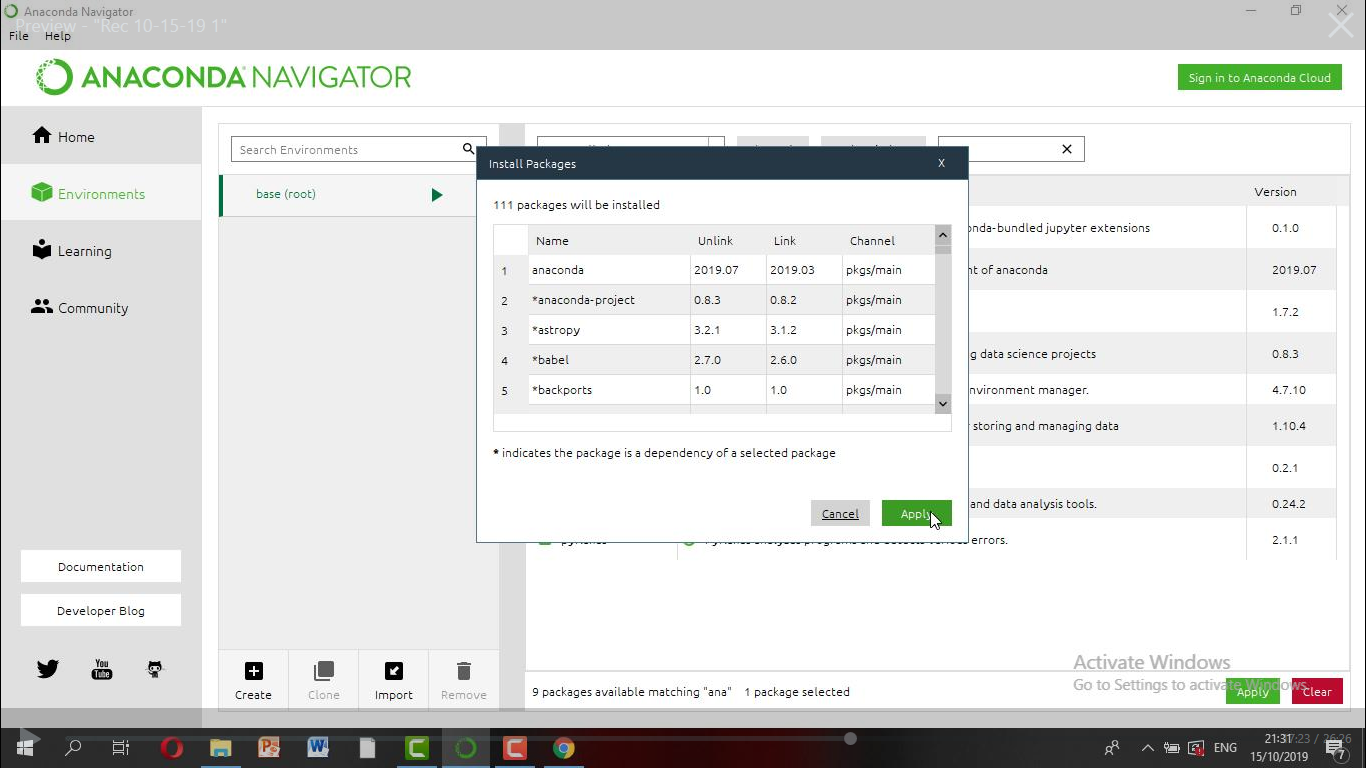 Anaconda Navigator
Preview - "Rec 10-15-19 1"
File Help
ANACONDA NAVIGATOR
Sign in to Anaconda Cloud
Home
Environments
Learning
Community
Documentation
Developer Blog
You Tube
Search Environments
base (root)
Create Clone Import Remove
Install Packages X
111 packages will be installed
Name Unlink Link Channel
1 anaconda 2019.07 2019.03 pkgs/main
2 *anaconda-project 0.8.3 0.8.2 pkgs/main
3 *astropy 3.2.1 3.1.2 pkgs/main
4 *babel 2.7.0 2.6.0 pkgs/main
5 *backports 1.0 1.0 pkgs/main
* indicates the package is a dependency of a selected package
Cancel Apply
Version
onda-bundled jupyter extensions 0.1.0
nt of anaconda 2019.07
1.7.2
g data science projects 0.8.3
nvironment manager. 4.7.10
storing and managing data 1.10.4
0.2.1
and data analysis tools. 0.24.2
errors. 2.1.1
9 packages available matching "ana" 1 package selected
Apply Clear
Activate Windows
Go to Settings to activate Windows.
ENG
15/10/2019
7